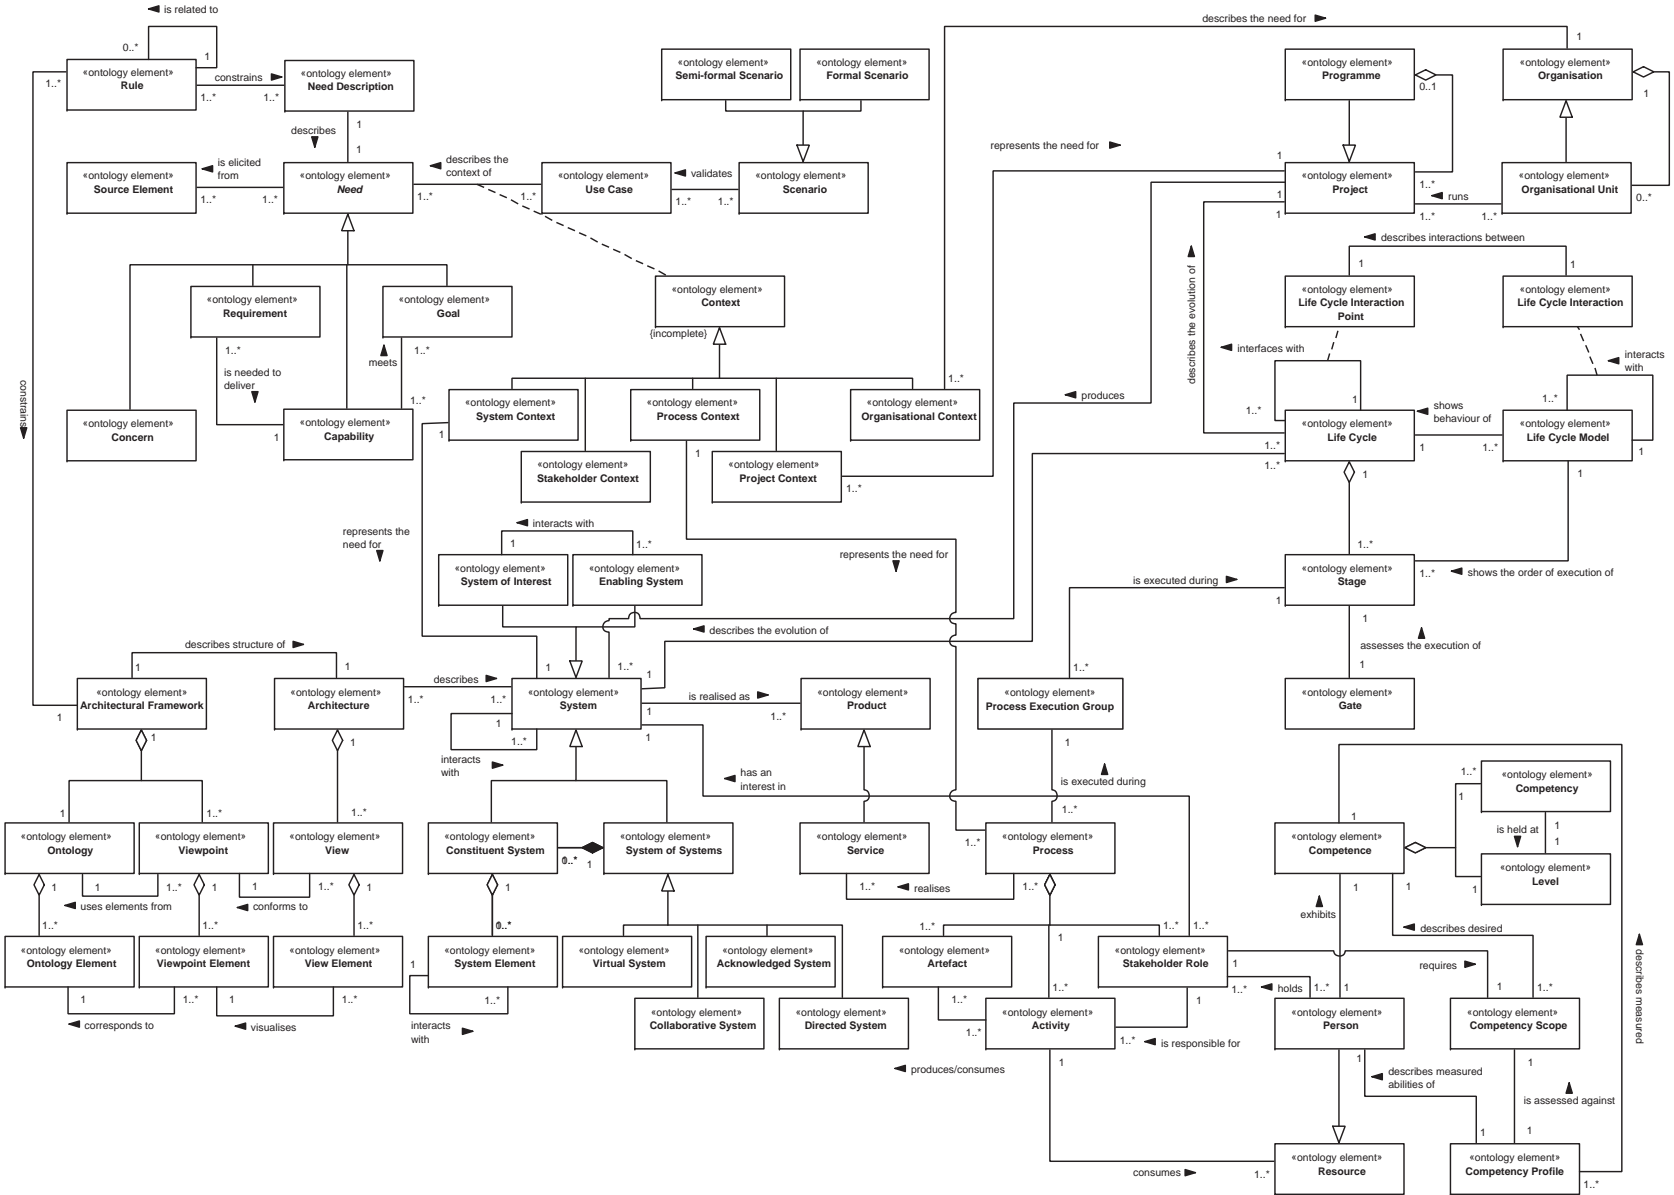 is related to
0..*
1
1..*
«ontology element»
Rule
constrains
1..*
1..*
«ontology element»
Need Description
1
describes
1
«ontology element»
Source Element
is elicited
from
1..*
1..*
«ontology element»
Need
describes the
context of
1..*
1..*
«ontology element»
Use Case
validates
1..*
1..*
«ontology element»
Scenario
«ontology element»
Semi-formal Scenario
«ontology element»
Formal Scenario
describes the need for
1
«ontology element»
Programme
0..1
«ontology element»
Organisation
1
represents the need for
1
1
1
«ontology element»
Project
1..*
runs
1..*
1..*
«ontology element»
Organisational Unit
0..*
describes interactions between
1
1
«ontology element»
Life Cycle Interaction
Point
«ontology element»
Life Cycle Interaction
describes the evolution of
interfaces with
interacts
with
1..*
1
1..*
1
«ontology element»
Life Cycle
shows
behaviour of
1
1..*
«ontology element»
Life Cycle Model
1..*
1..*
1
1
«ontology element»
Requirement
«ontology element»
Goal
1..*
is needed to
deliver
1..*
meets
1..*
«ontology element»
Concern
1
«ontology element»
Capability
constrains
«ontology element»
Context
{incomplete}
«ontology element»
System Context
1
«ontology element»
Process Context
1
1..*
«ontology element»
Organisational Context
«ontology element»
Stakeholder Context
«ontology element»
Project Context
1..*
produces
represents the
need for
interacts with
1
1..*
«ontology element»
System of Interest
«ontology element»
Enabling System
represents the need for
is executed during
1..*
«ontology element»
Stage
1
1..*
shows the order of execution of
1
assesses the execution of
1
«ontology element»
Gate
describes the evolution of
describes structure of
1
1
«ontology element»
Architectural Framework
1
1
«ontology element»
Architecture
1
describes
1..*
1..*
1
1..*
1
«ontology element»
System
1
1..*
interacts
with
is realised as
1
1..*
1
«ontology element»
Product
has an
interest in
1..*
«ontology element»
Process Execution Group
1
is executed during
1..*
1
1..*
1..*
«ontology element»
Ontology
«ontology element»
Viewpoint
«ontology element»
View
1
1
1..*
1
1
1..*
1
uses elements from
conforms to
1..*
1..*
1..*
«ontology element»
Ontology Element
«ontology element»
Viewpoint Element
«ontology element»
View Element
1
1..*
1
1..*
corresponds to
visualises
«ontology element»
Constituent System
1
1..*
1
«ontology element»
System of Systems
«ontology element»
System Element
1
1..*
interacts
with
«ontology element»
Virtual System
«ontology element»
Acknowledged System
«ontology element»
Collaborative System
«ontology element»
Directed System
«ontology element»
Service
1..*
realises
1..*
1..*
«ontology element»
Process
1
1..*
1..*
1..*
«ontology element»
Artefact
1..*
1..*
1..*
«ontology element»
Stakeholder Role
1
1..*
1
«ontology element»
Activity
1..*
is responsible for
1
produces/consumes
consumes
1..*
«ontology element»
Resource
1
«ontology element»
Competence
1
1
1..*
1
1
«ontology element»
Competency
1
is held at
1
«ontology element»
Level
exhibits
describes desired
requires
holds
1..*
1
«ontology element»
Person
1
1
1..*
«ontology element»
Competency Scope
1
describes measured
abilities of
is assessed against
1
1
«ontology element»
Competency Profile
1..*
describes measured